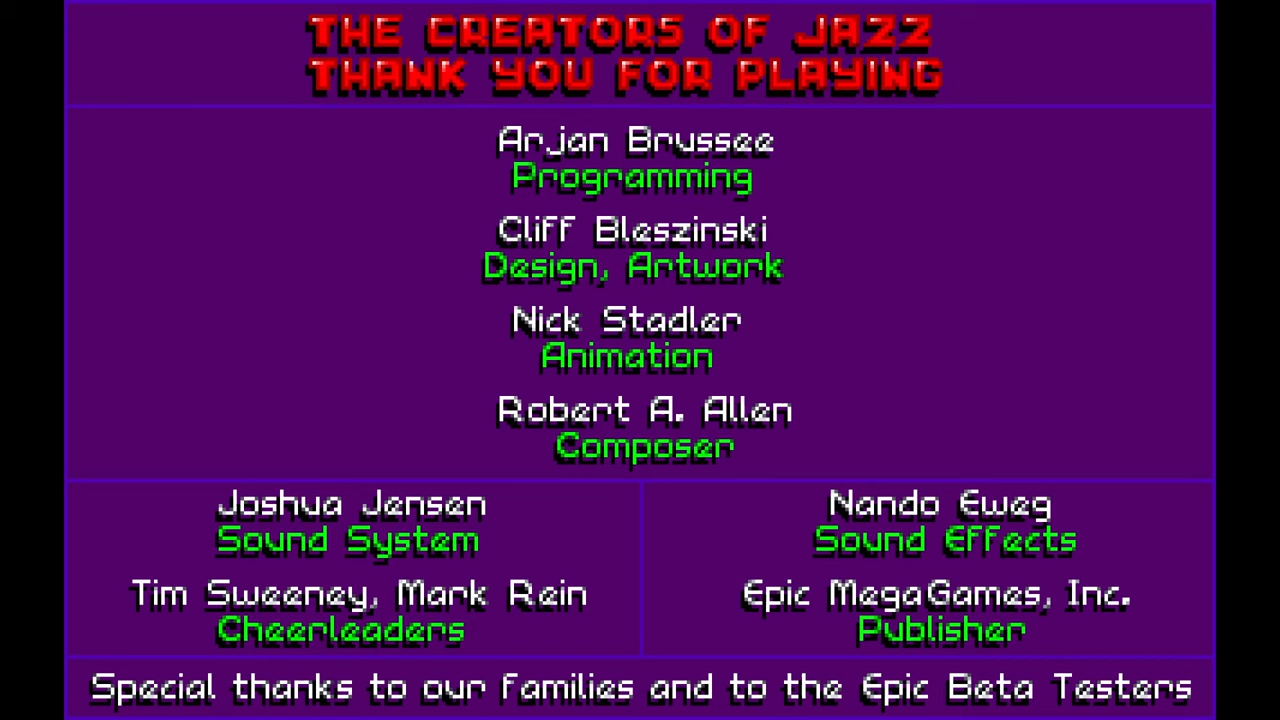 THE CREATORS OF JAZZ
THANK YOU FOR PLAYING
Arjan Brussee
Programming
Cliff Bleszinski
Design, Artwork
Nick Stadler
Animation
Robert A. Allen
Composer
Joshua Jensen
Sound System
Tim Sweeney, Mark Rein
Cheerleaders
Nando Eweg
Sound Effects
Epic MegaGames, Inc.
Publisher
Special thanks to our families and to the Epic Beta Testers